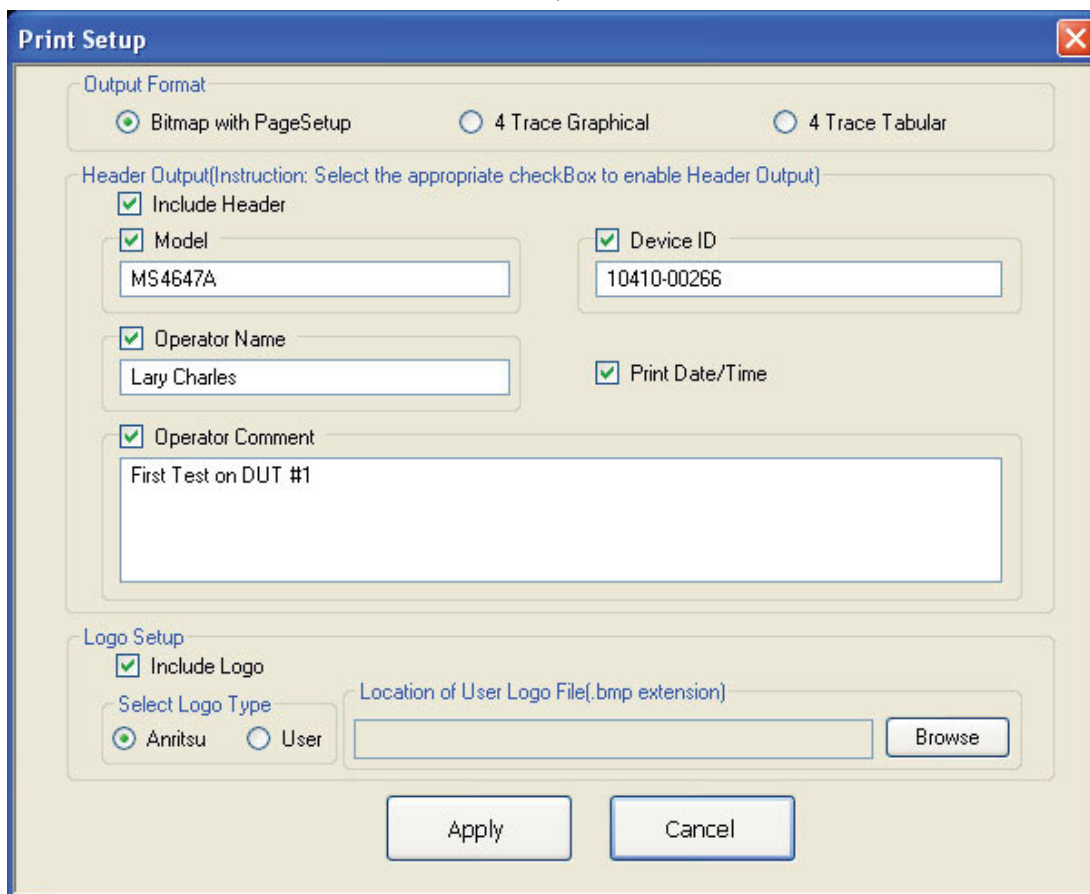 Print Setup
Output Format
Bitmap with PageSetup
4 Trace Graphical
4 Trace Tabular
Header Output(Instruction: Select the appropriate checkBox to enable Header Output)
Include Header
Model
Device ID
MS4647A
10410-00266
Operator Name
Lary Charles
Print Date/Time
Operator Comment
First Test on DUT #1
Logo Setup
Include Logo
Select Logo Type
Location of User Logo File(.bmp extension)
Anritsu
User
Browse
Apply
Cancel